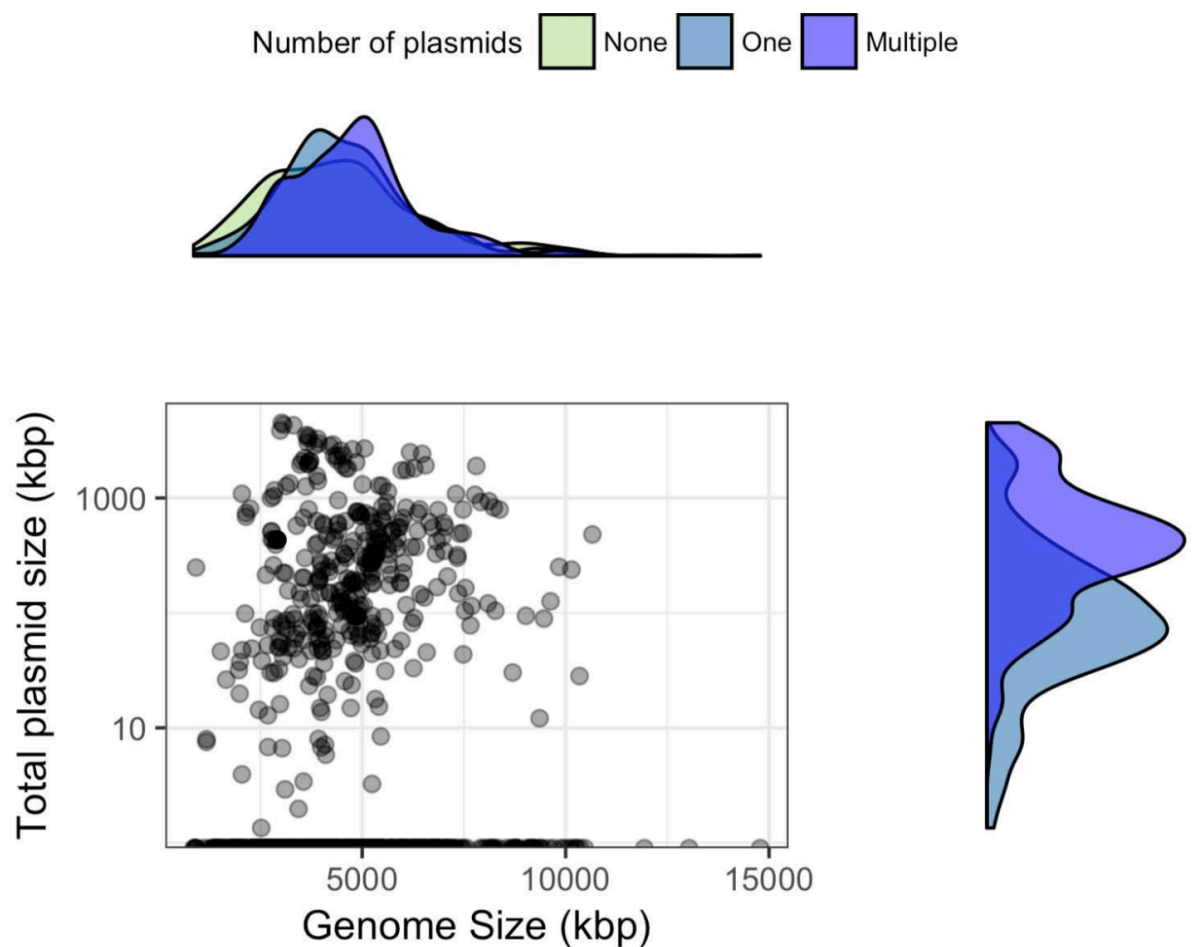 Number of plasmids None One Multiple
Total plasmid size (kbp)
1000
10
5000 10000 15000
Genome Size (kbp)